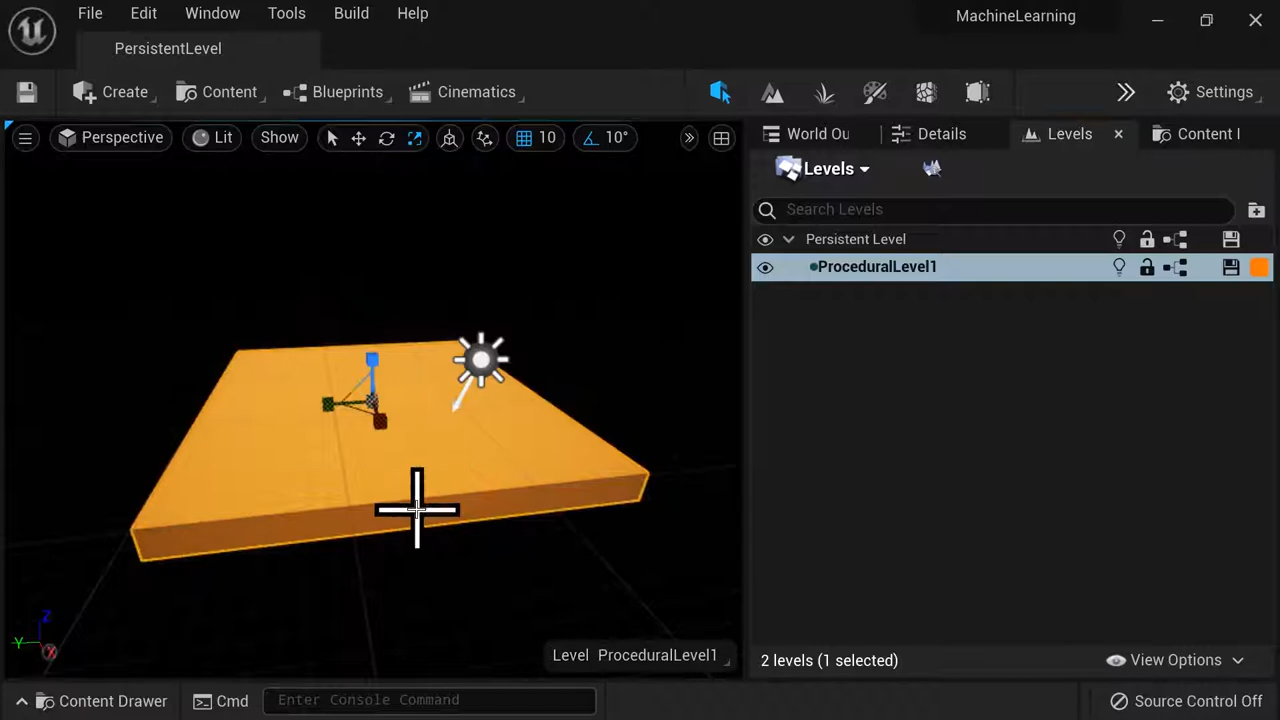 File Edit Window Tools Build Help
MachineLearning
PersistentLevel
Create Content Blueprints Cinematics Settings
Perspective Lit Show 10 10°
World Ou Details Levels Content I
Levels
Search Levels
Persistent Level
ProceduralLevel1
Z
Y
X
Level ProceduralLevel1
2 levels (1 selected) View Options
Content Drawer Cmd Enter Console Command Source Control Off